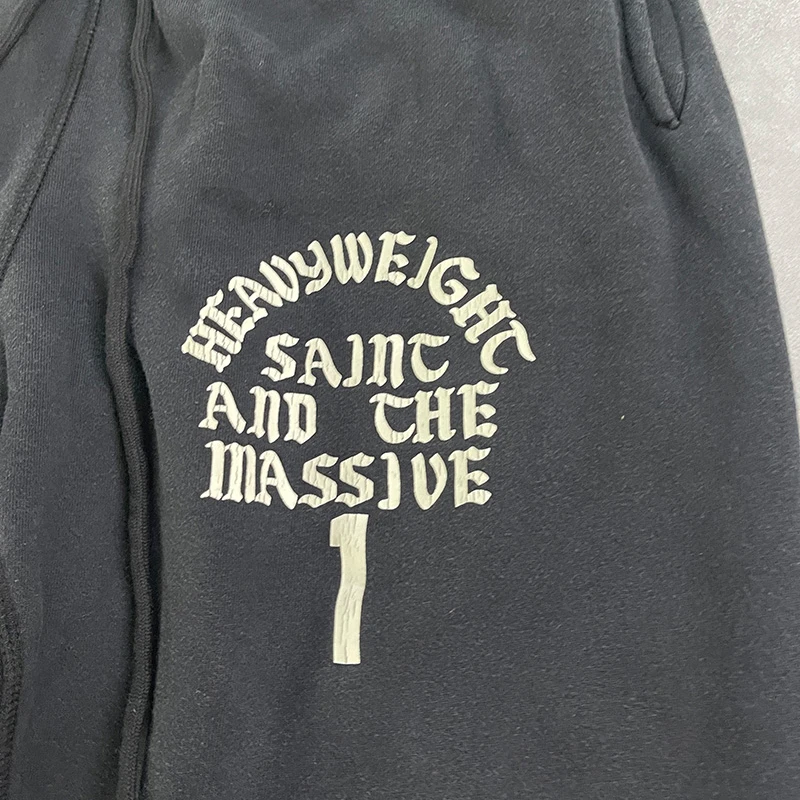 HEAVYWEIGHT
SAINT
AND THE
MASSIVE
1